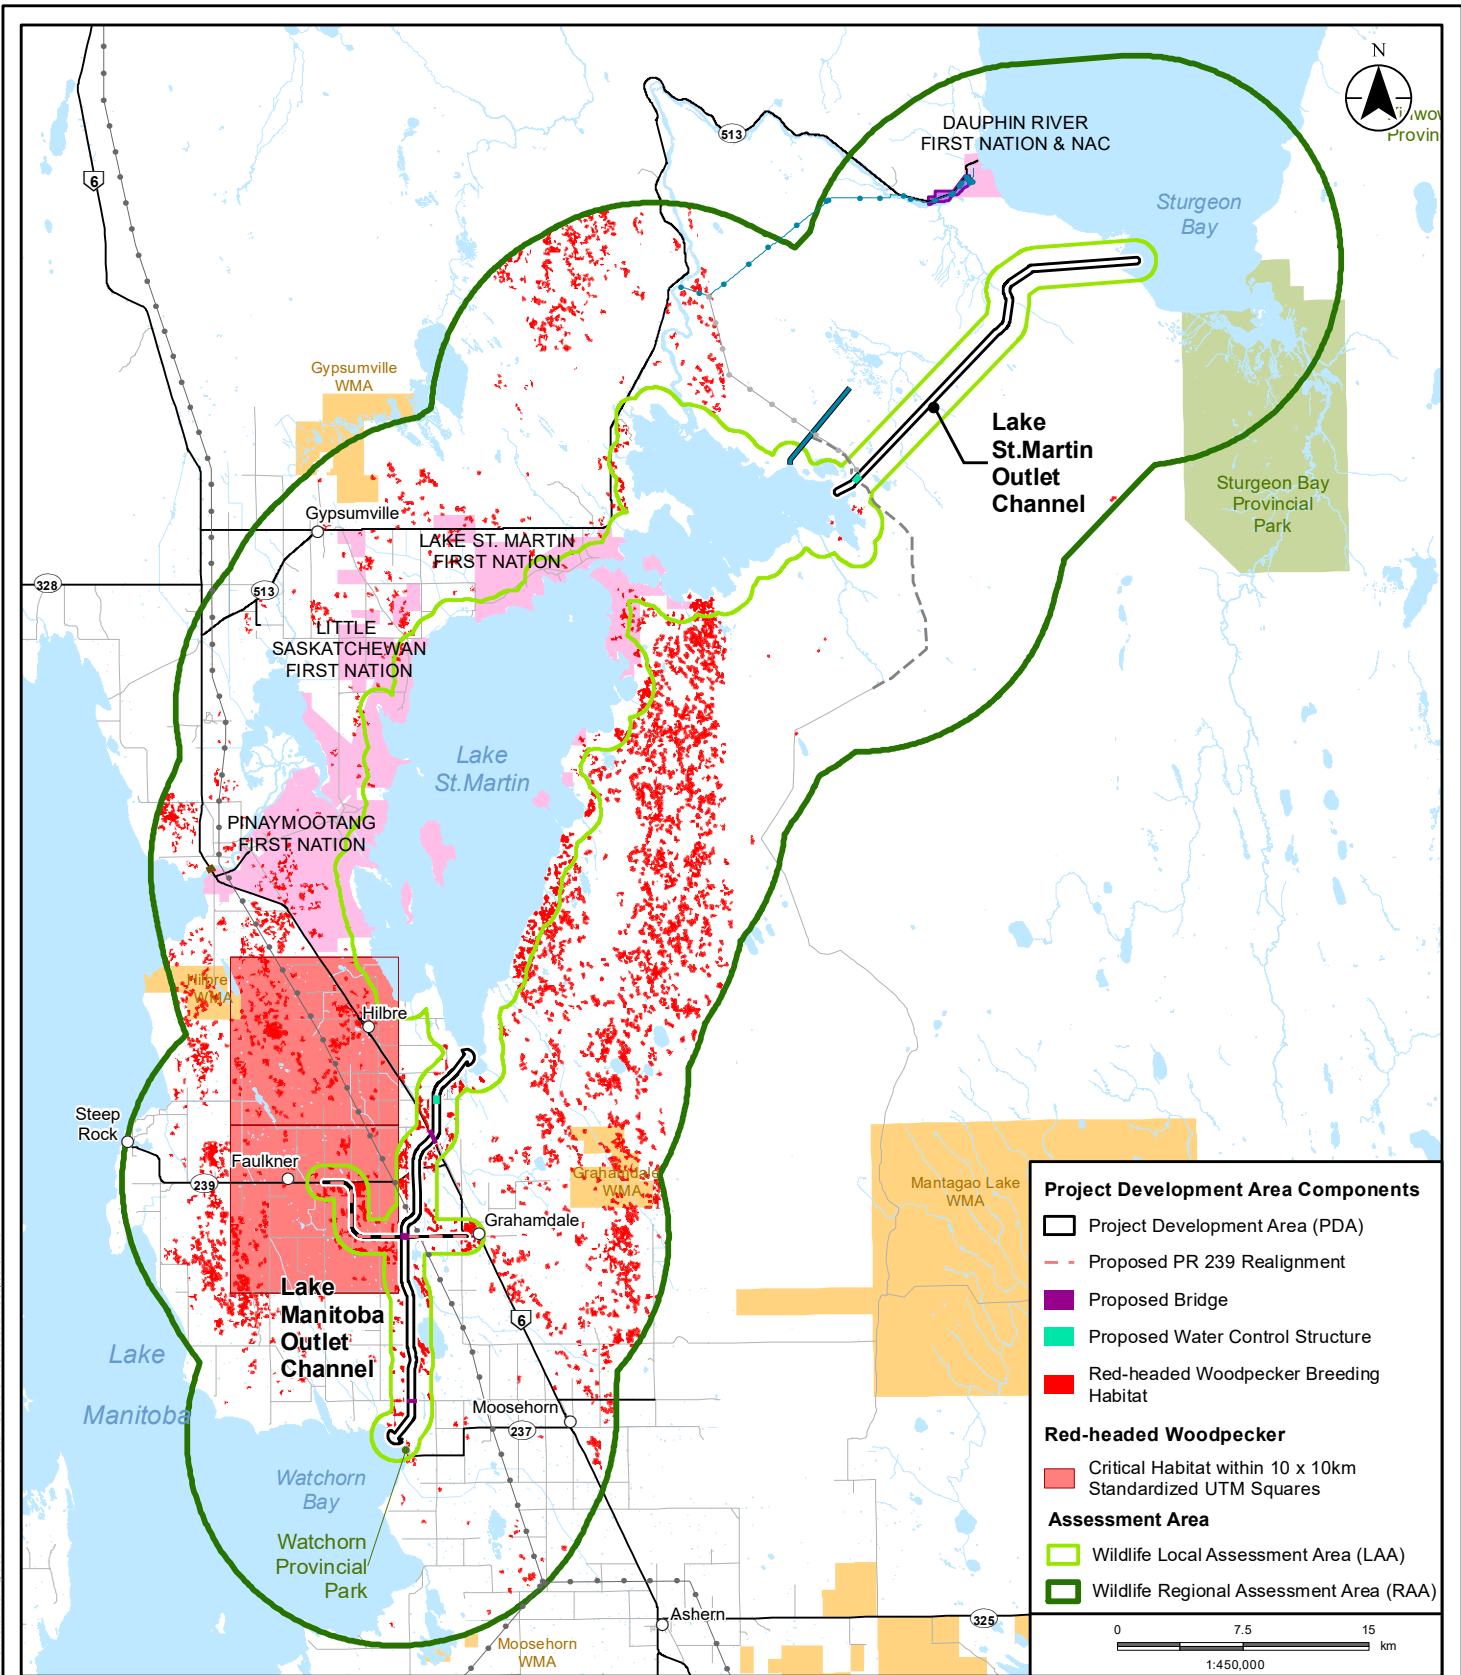 N
Provin
513
DAUPHIN RIVER
FIRST NATION & NAC
6
Sturgeon
Bay
Gypsumville
WMA
Lake
St.Martin
Outlet
Channel
Sturgeon Bay
Provincial
Park
Gypsumville
LAKE ST. MARTIN
FIRST NATION
328
513
LITTLE
SASKATCHEWAN
FIRST NATION
Lake
St.Martin
PINAYMOOTANG
FIRST NATION
Hilbre
WMA
Hilbre
Steep
Rock
Faulkner
239
Grahamdale
WMA
Mantagao Lake
WMA
Grahamdale
Lake
Manitoba
Outlet
Channel
6
Lake
Manitoba
Moosehorn
237
Watchorn
Bay
Watchorn
Provincial
Park
Ashern
325
Moosehorn
WMA
Project Development Area Components
Project Development Area (PDA)
Proposed PR 239 Realignment
Proposed Bridge
Proposed Water Control Structure
Red-headed Woodpecker Breeding
Habitat
Red-headed Woodpecker
Critical Habitat within 10 x 10km
Standardized UTM Squares
Assessment Area
Wildlife Local Assessment Area (LAA)
Wildlife Regional Assessment Area (RAA)
0 7.5 15
km
1:450,000